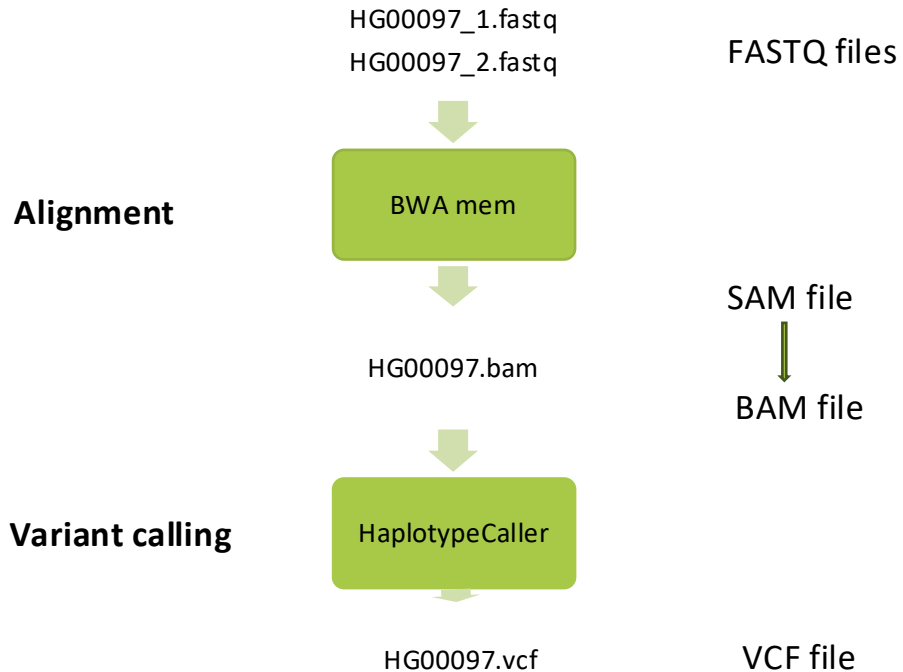 HG00097_1.fastq
HG00097_2.fastq
FASTQ files
Alignment
BWA mem
SAM file
HG00097.bam
BAM file
Variant calling
HaplotypeCaller
HG00097.vcf
VCF file